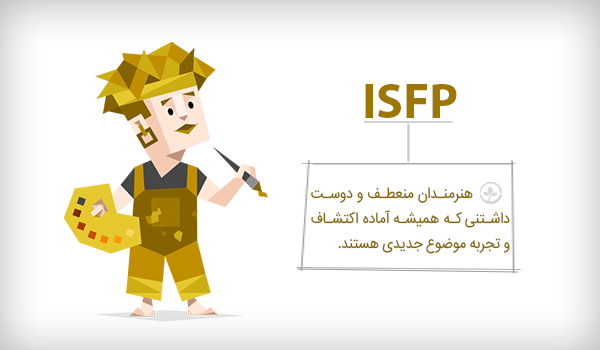 ISFP
هنرمندان منعطف و دوست
داشتنی که همیشه آماده اکتشاف
و تجربه موضوع جدیدی هستند.